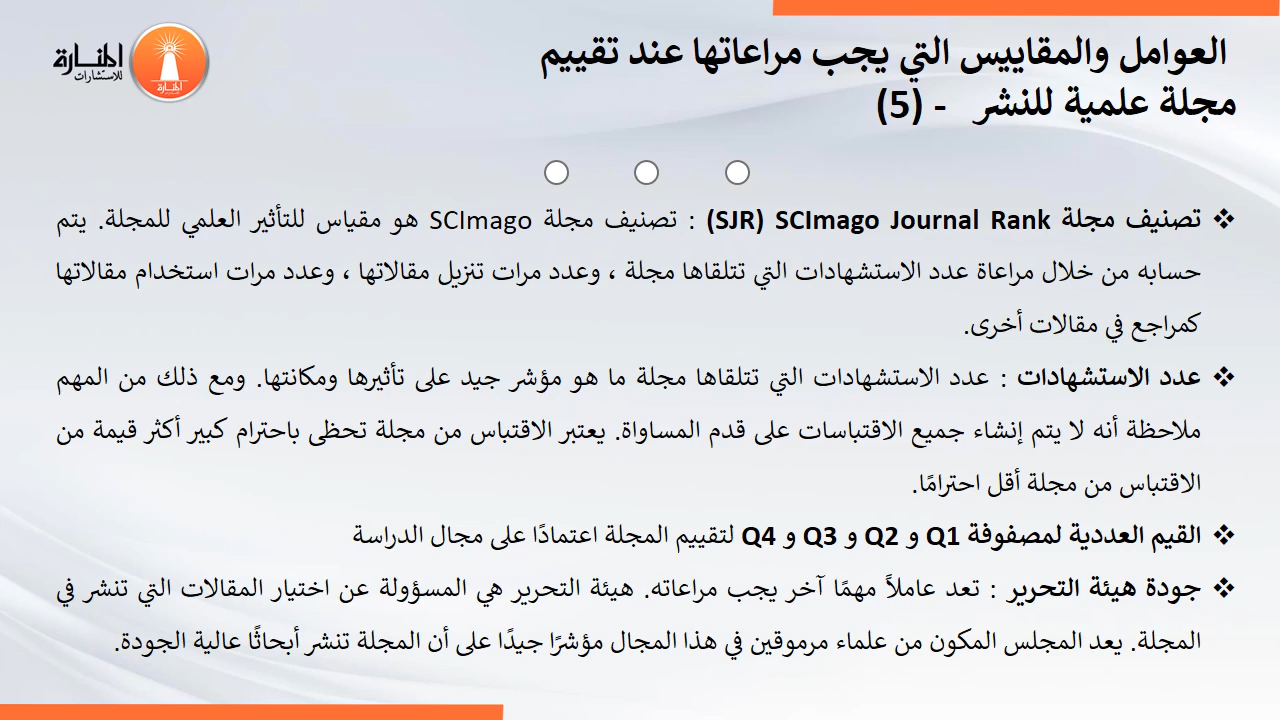 العوامل والمقاييس التي يجب مراعاتها عند تقييم
مجلة علمية للنشر - (5)
المنارة
للاستشارات
المنارة
❖ تصنيف مجلة SCImago Journal Rank (SJR) : تصنيف مجلة SCImago هو مقياس للتأثير العلمي للمجلة. يتم
حسابه من خلال مراعاة عدد الاستشهادات التي تتلقاها مجلة ، وعدد مرات تنزيل مقالاتها ، وعدد مرات استخدام مقالاتها
كمراجع في مقالات أخرى.
❖ عدد الاستشهادات : عدد الاستشهادات التي تتلقاها مجلة ما هو مؤشر جيد على تأثيرها ومكانتها. ومع ذلك من المهم
ملاحظة أنه لا يتم إنشاء جميع الاقتباسات على قدم المساواة. يعتبر الاقتباس من مجلة تحظى باحترام كبير أكثر قيمة من
الاقتباس من مجلة أقل احترامًا.
❖ القيم العددية لمصفوفة Q1 و Q2 و Q3 و Q4 لتقييم المجلة اعتمادًا على مجال الدراسة
❖ جودة هيئة التحرير : تعد عاملاً مهمًا آخر يجب مراعاته. هيئة التحرير هي المسؤولة عن اختيار المقالات التي تنشر في
المجلة. يعد المجلس المكون من علماء مرموقين في هذا المجال مؤشرًا جيدًا على أن المجلة تنشر أبحاثًا عالية الجودة.